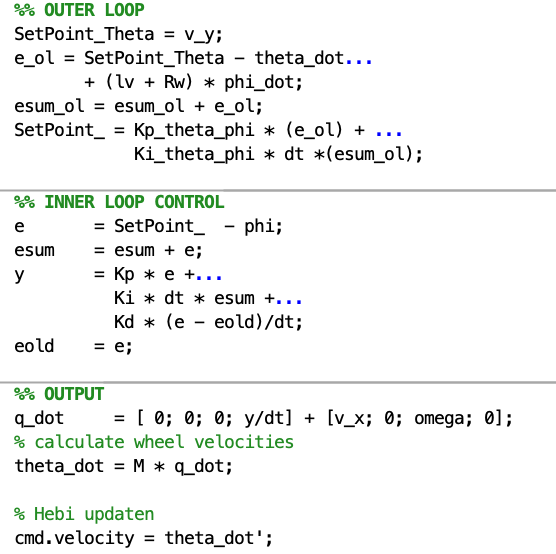 %% OUTER LOOP
SetPoint_Theta = v_y;
e_ol = SetPoint_Theta - theta_dot...
+ (lv + Rw) * phi_dot;
esum_ol = esum_ol + e_ol;
SetPoint_ = Kp_theta_phi * (e_ol) + ...
Ki_theta_phi * dt *(esum_ol);
%% INNER LOOP CONTROL
e = SetPoint_ - phi;
esum = esum + e;
y = Kp * e +...
Ki * dt * esum +...
Kd * (e - eold)/dt;
eold = e;
%% OUTPUT
q_dot = [ 0; 0; 0; y/dt] + [v_x; 0; omega; 0];
% calculate wheel velocities
theta_dot = M * q_dot;
% Hebi updaten
cmd.velocity = theta_dot';